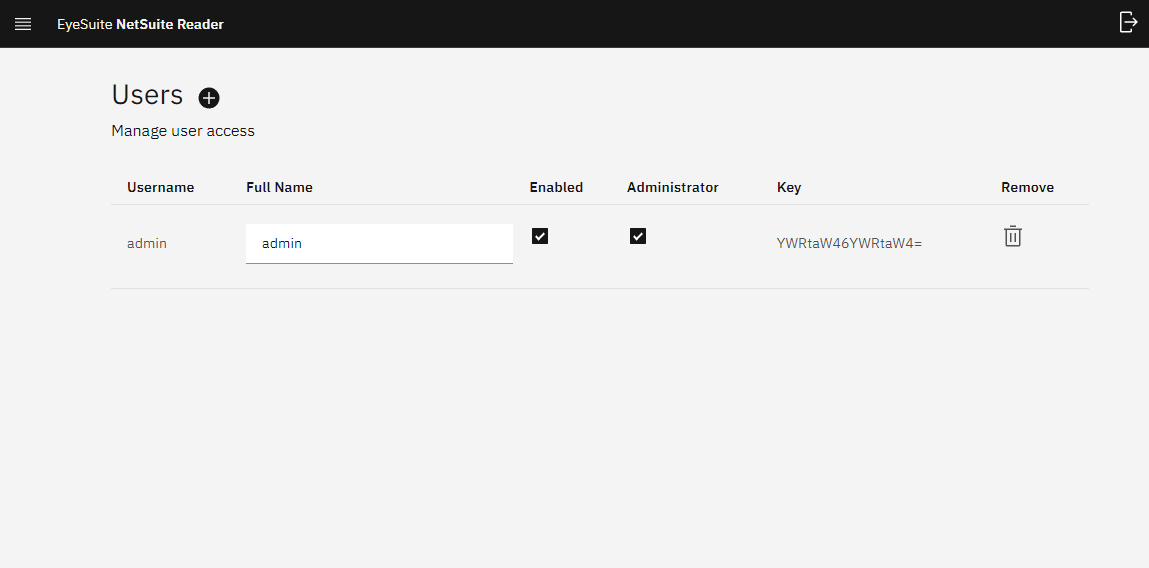 EyeSuite NetSuite Reader
Users
Manage user access
Username Full Name Enabled Administrator Key Remove
admin admin YWRtaW46YWRtaW4=